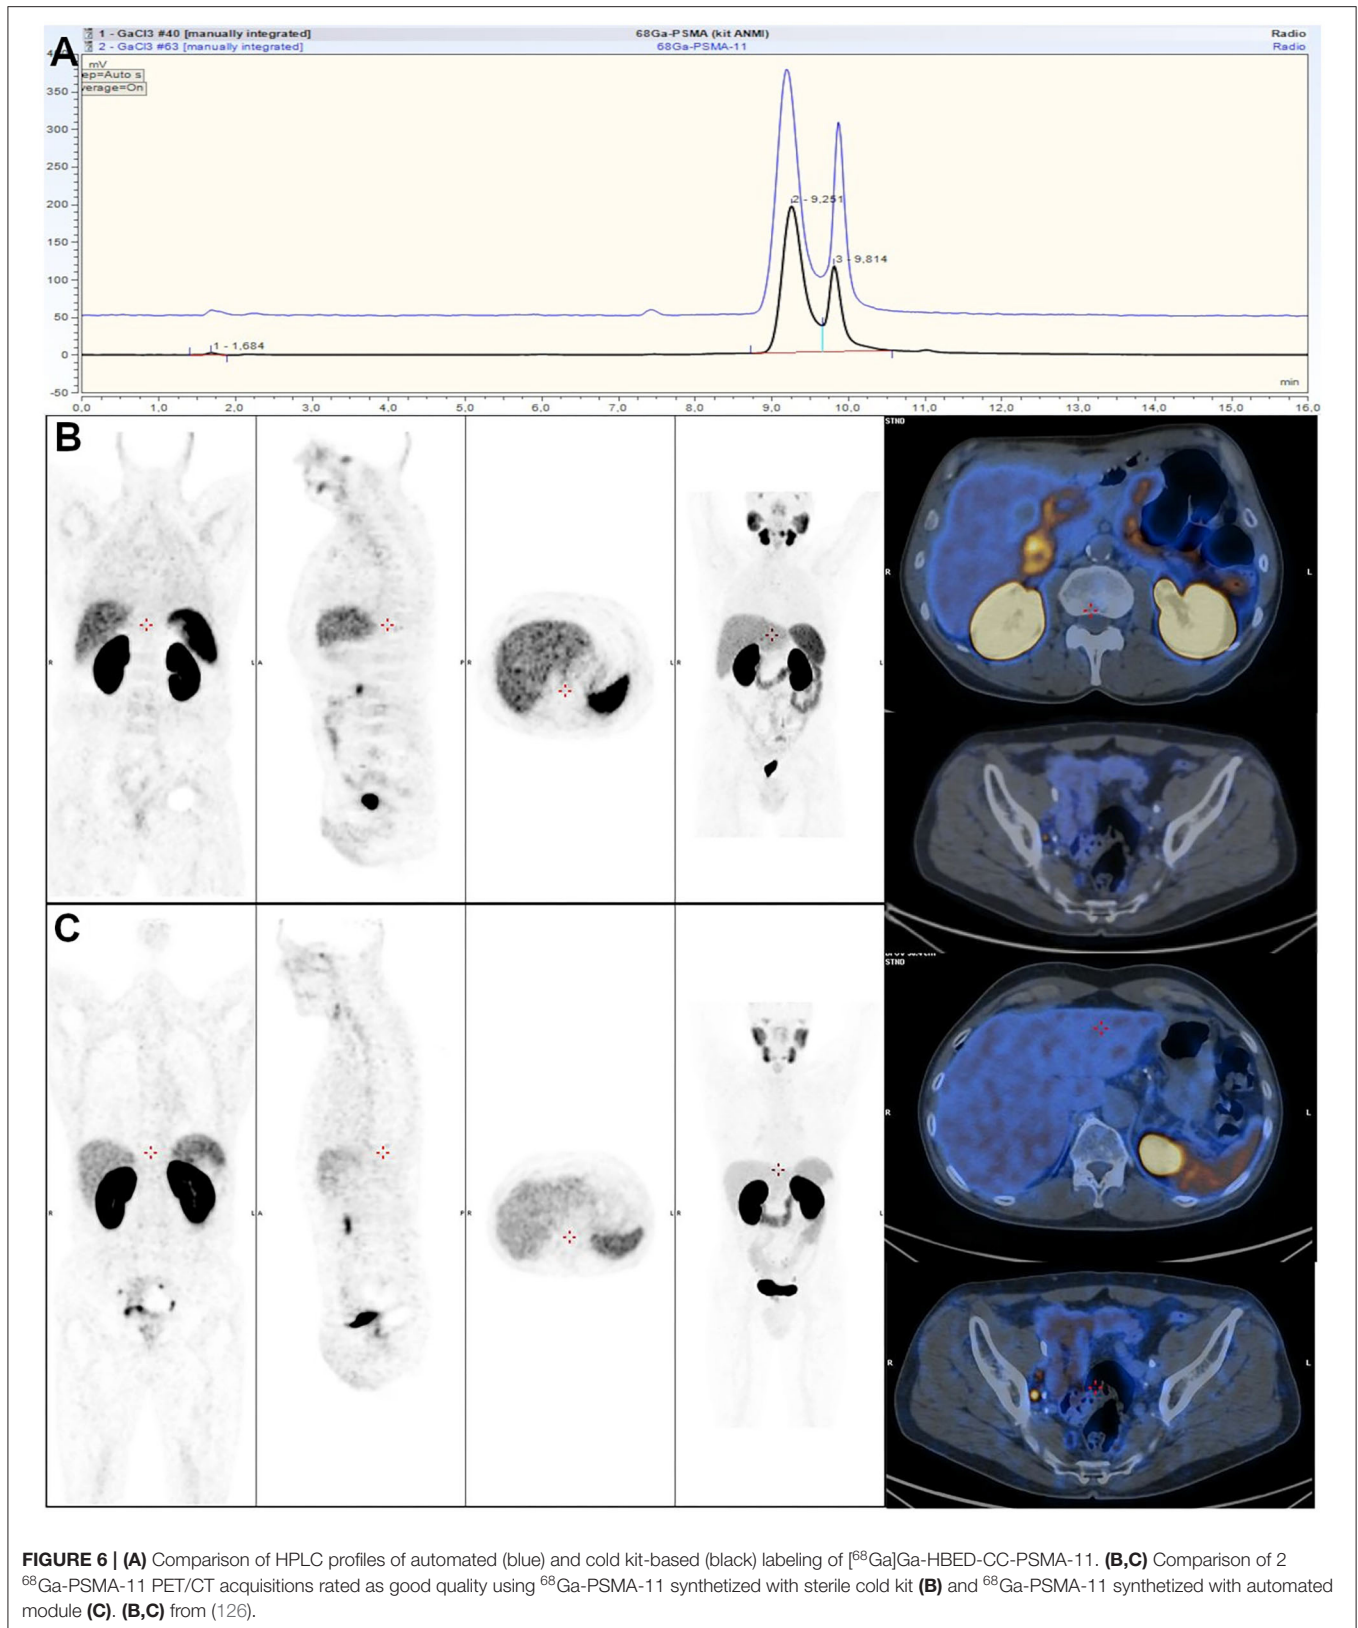 A
1 - GaCl3 #40 [manually integrated] 68Ga-PSMA (kit ANMI) Radio
2 - GaCl3 #63 [manually integrated] 68Ga-PSMA-11 Radio
mV
ep=Auto s
verage=On
350
300
250
200
150
100
50
0
-50
2 - 9,251
3 - 9,814
1 - 1,684
min
0,0 1,0 2,0 3,0 4,0 5,0 6,0 7,0 8,0 9,0 10,0 11,0 12,0 13,0 14,0 15,0 16,0
B
STND
R L A P R L R L
R L
C
STND
R L
R L A P R L R L
R L
FIGURE 6 | (A) Comparison of HPLC profiles of automated (blue) and cold kit-based (black) labeling of [⁶⁸Ga]Ga-HBED-CC-PSMA-11. (B,C) Comparison of 2
⁶⁸Ga-PSMA-11 PET/CT acquisitions rated as good quality using ⁶⁸Ga-PSMA-11 synthetized with sterile cold kit (B) and ⁶⁸Ga-PSMA-11 synthetized with automated
module (C). (B,C) from (126).